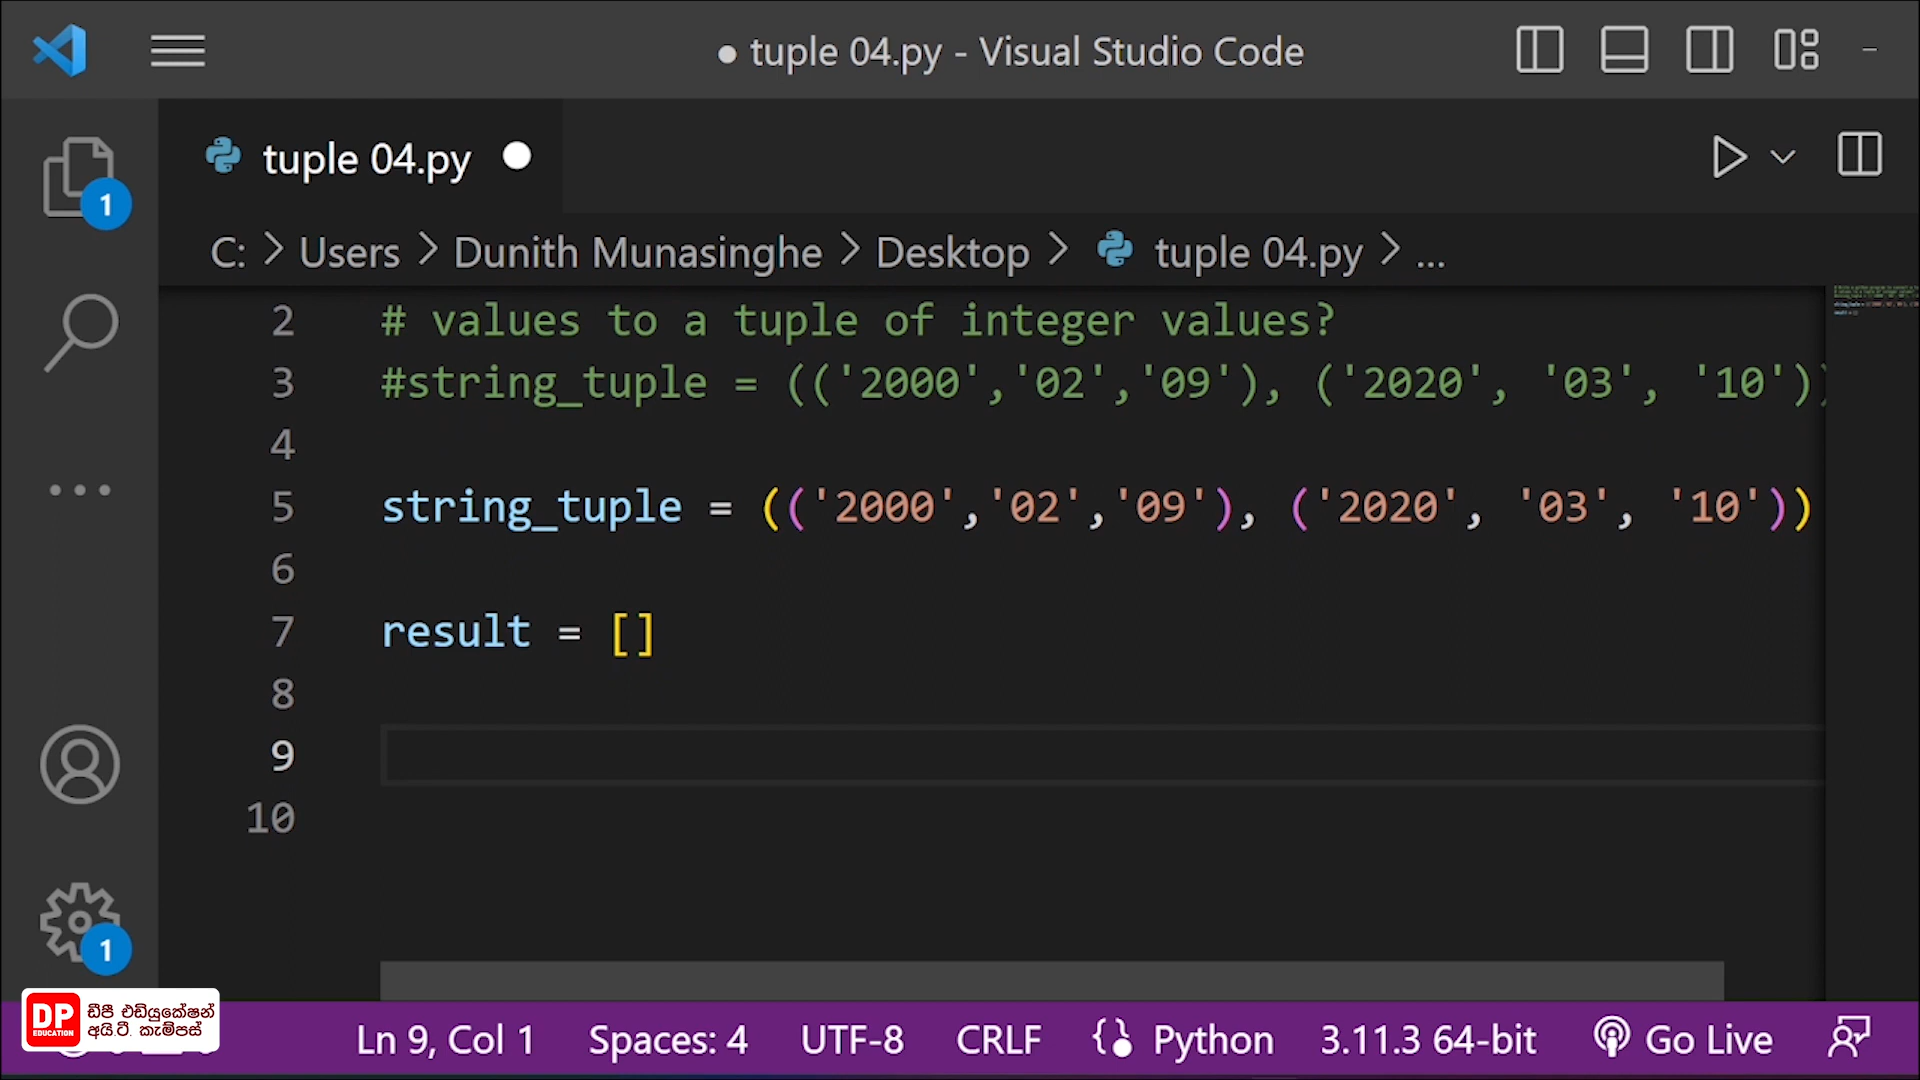 ● tuple 04.py - Visual Studio Code
tuple 04.py
C: > Users > Dunith Munasinghe > Desktop > tuple 04.py > ...
2 # values to a tuple of integer values?
3 #string_tuple = (('2000','02','09'), ('2020', '03', '10'))
4
5 string_tuple = (('2000','02','09'), ('2020', '03', '10'))
6
7 result = []
8
9
10
1
1
DP EDUCATION
ඩීපී එඩියුකේෂන්
අයි.ටී. කැම්පස්
Ln 9, Col 1 Spaces: 4 UTF-8 CRLF Python 3.11.3 64-bit Go Live